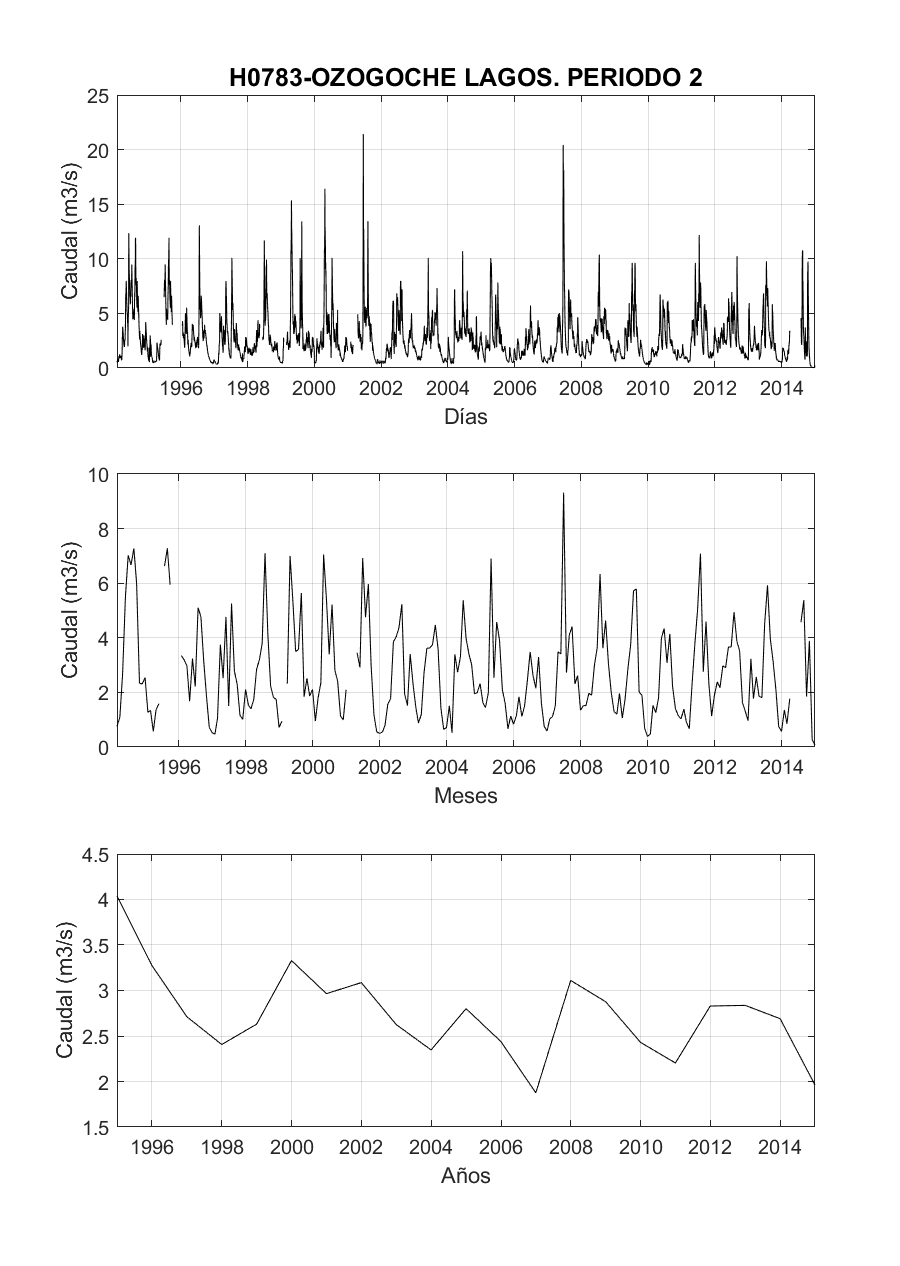 H0783-OZOGOCHE LAGOS. PERIODO 2
25
20
15
10
5
0
Caudal (m3/s)
1996 1998 2000 2002 2004 2006 2008 2010 2012 2014
Días
10
8
6
4
2
0
Caudal (m3/s)
1996 1998 2000 2002 2004 2006 2008 2010 2012 2014
Meses
4.5
4
3.5
3
2.5
2
1.5
Caudal (m3/s)
1996 1998 2000 2002 2004 2006 2008 2010 2012 2014
Años